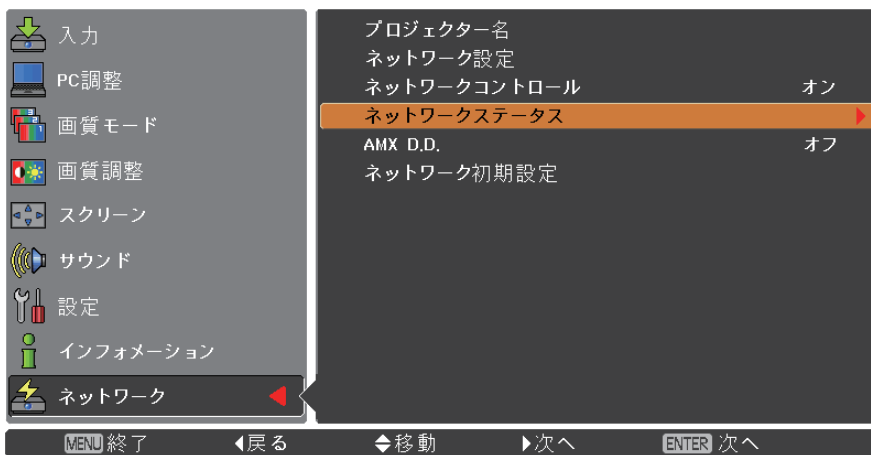 入力
PC調整
画質モード
画質調整
スクリーン
サウンド
設定
インフォメーション
ネットワーク
プロジェクター名
ネットワーク設定
ネットワークコントロール オン
ネットワークステータス
AMX D.D. オフ
ネットワーク初期設定
MENU 終了 戻る 移動 次へ ENTER 次へ